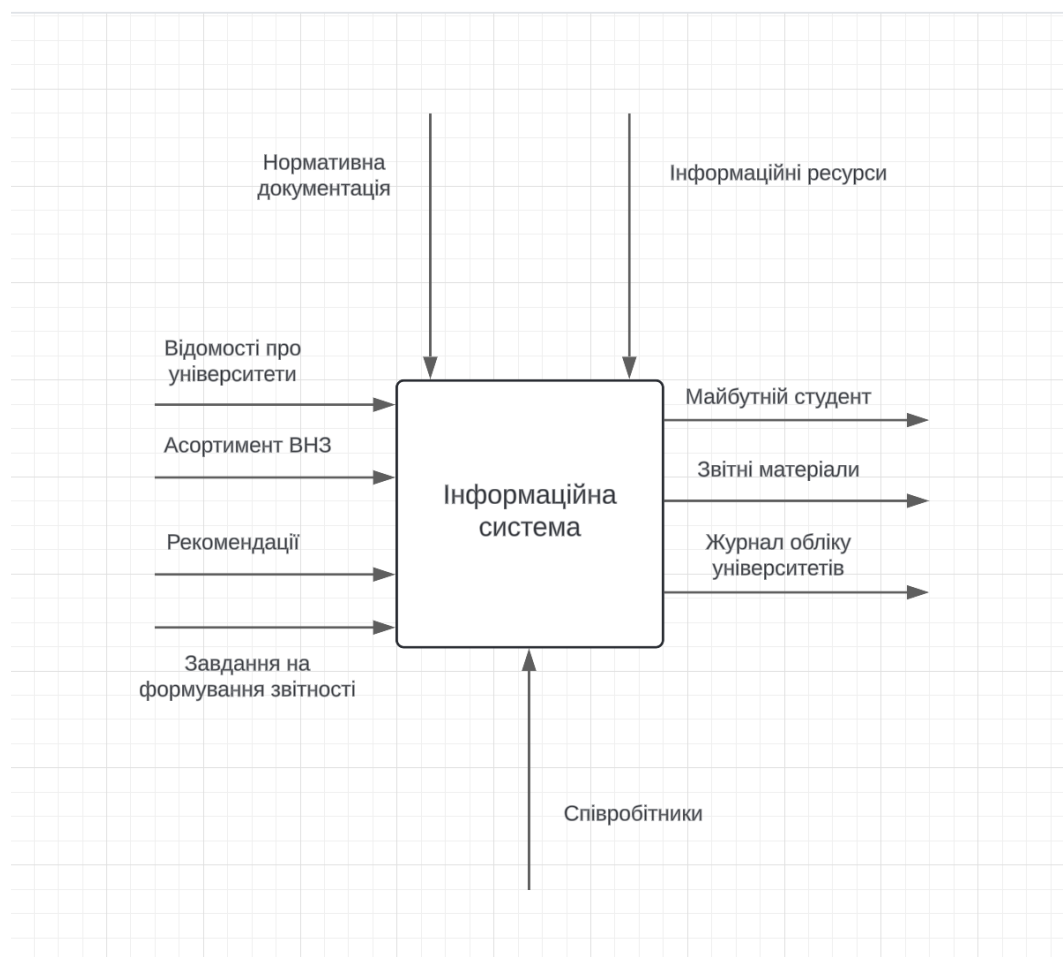 Нормативна
документація
Інформаційні ресурси
Відомості про
університети
Асортимент ВНЗ
Рекомендації
Завдання на
формування звітності
Інформаційна
система
Майбутній студент
Звітні матеріали
Журнал обліку
університетів
Співробітники